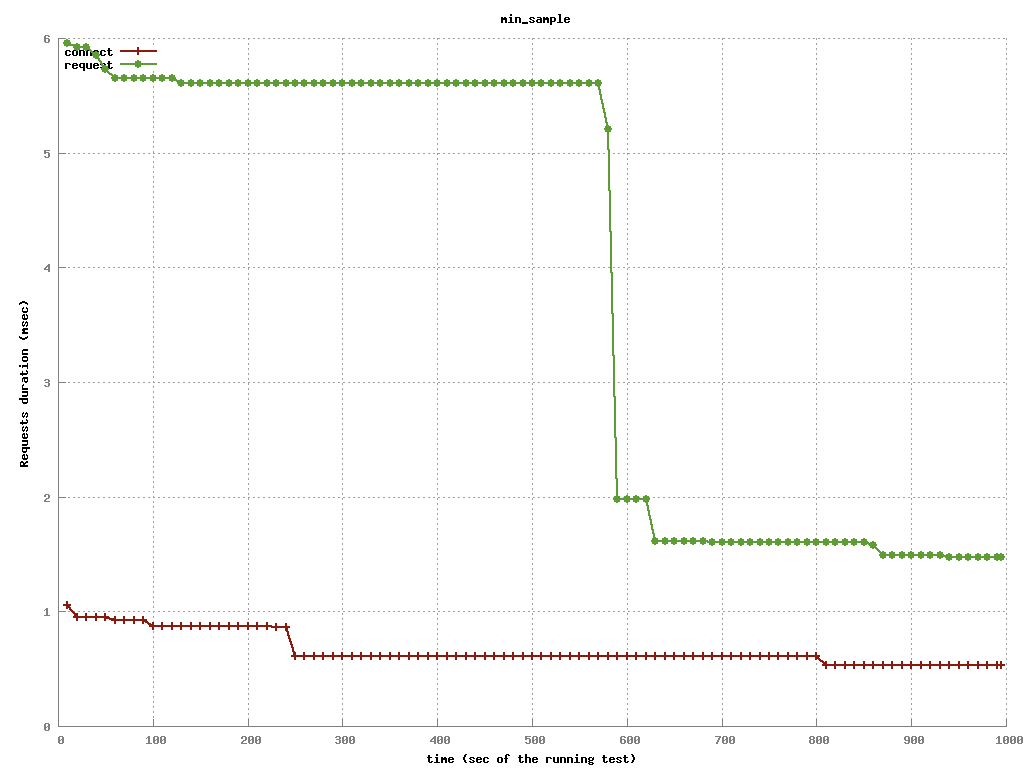 min_sample
connect
request
6
5
4
3
2
1
0
Requests duration (msec)
0 100 200 300 400 500 600 700 800 900 1000
time (sec of the running test)